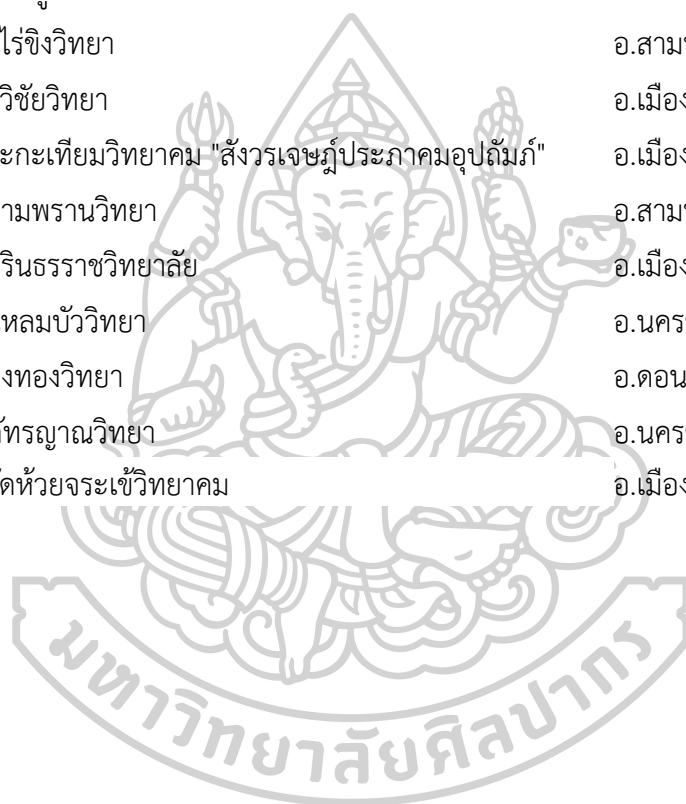 ไร่ขิงวิทยา อ.สาม
วิชัยวิทยา อ.เมือง
ะกะเทียมวิทยาคม "สังวรเจษฎ์ประภาคมอุปถัมภ์" อ.เมือง
ามพรานวิทยา อ.สาม
รินธรราชวิทยาลัย อ.เมือง
หลมบัววิทยา อ.นคร
งทองวิทยา อ.ดอน
ัทรญาณวิทยา อ.นคร
ัดห้วยจระเข้วิทยาคม อ.เมือง
มหาวิทยาลัยศิลปากร